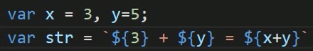 var x = 3, y=5;
var str = `${3} + ${y} = ${x+y}`